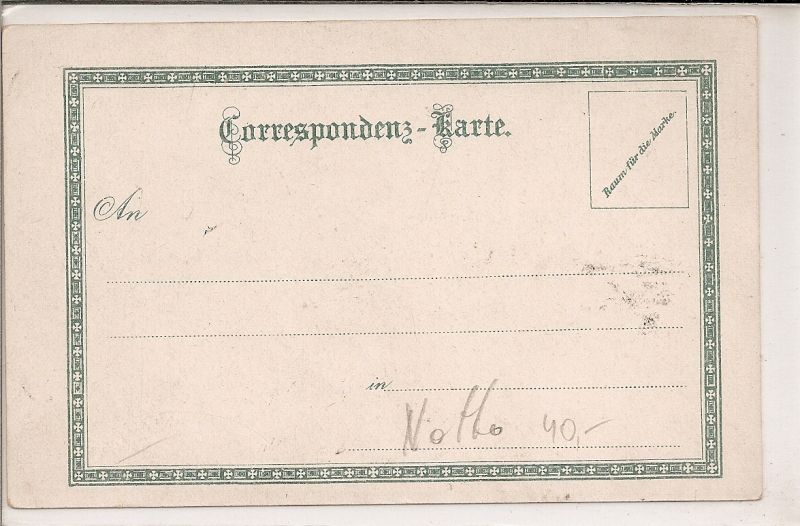 Correspondenz-Karte.
Raum für die Marke.
An
in
40,-